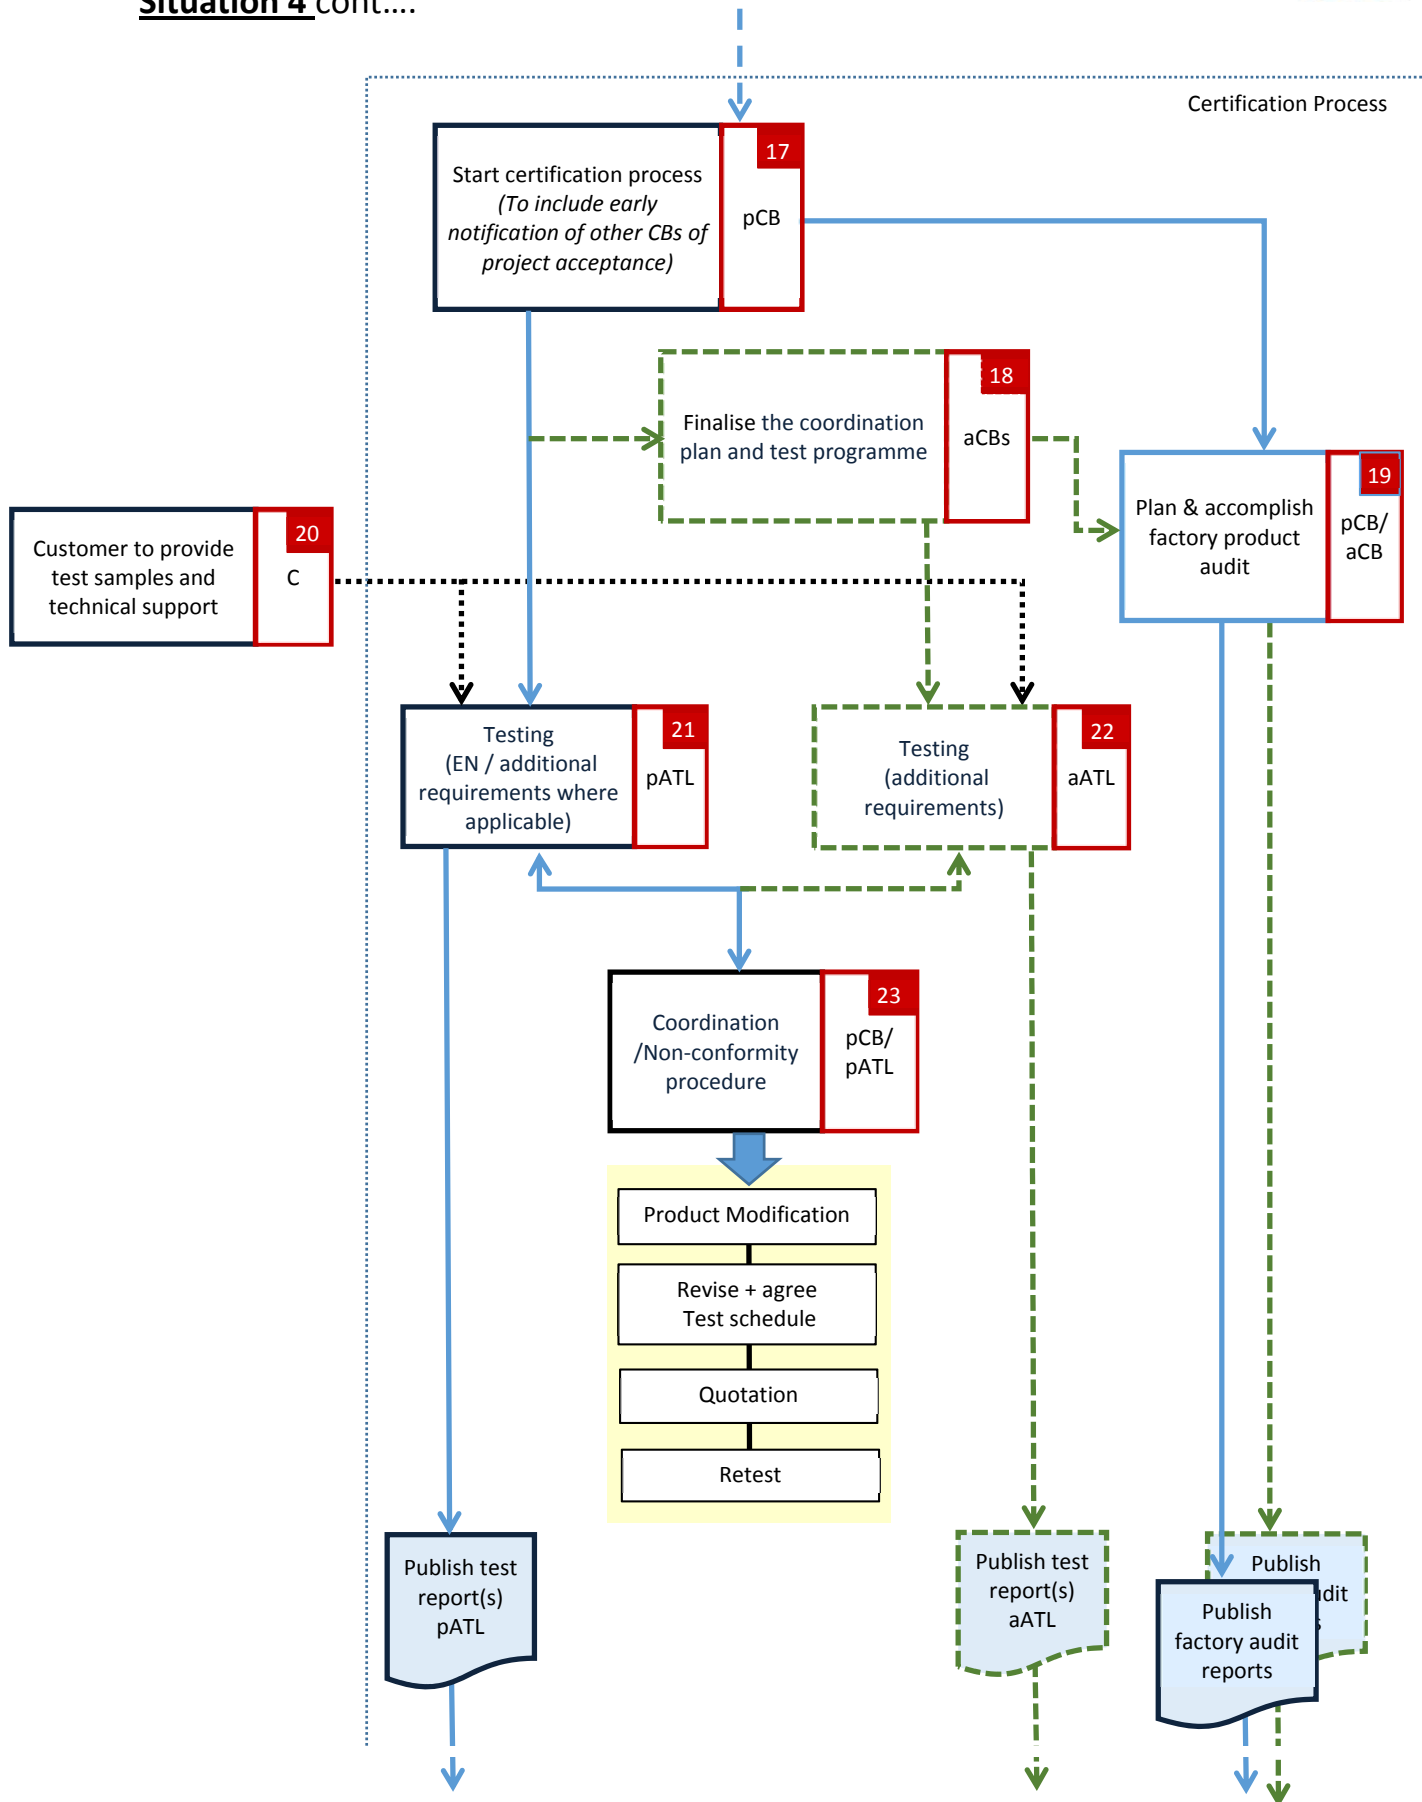 Situation 4 cont….
Certification Process
17
Start certification process
(To include early
notification of other CBs of
project acceptance)
pCB
18
Finalise the coordination
plan and test programme
aCBs
19
Plan & accomplish
factory product
audit
pCB/
aCB
20
Customer to provide
test samples and
technical support
C
21
Testing
(EN / additional
requirements where
applicable)
pATL
22
Testing
(additional
requirements)
aATL
23
Coordination
/Non-conformity
procedure
pCB/
pATL
Product Modification
Revise + agree
Test schedule
Quotation
Retest
Publish test
report(s)
pATL
Publish test
report(s)
aATL
Publish
Publish
factory audit
reports